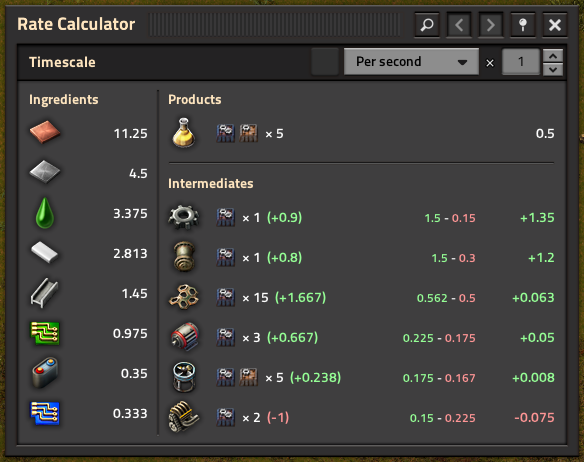 Rate Calculator
Timescale
Per second
× 1
Ingredients
11.25
4.5
3.375
2.813
1.45
0.975
0.35
0.333
Products
× 5 0.5
Intermediates
× 1 (+0.9) 1.5 - 0.15 +1.35
× 1 (+0.8) 1.5 - 0.3 +1.2
× 15 (+1.667) 0.562 - 0.5 +0.063
× 3 (+0.667) 0.225 - 0.175 +0.05
× 5 (+0.238) 0.175 - 0.167 +0.008
× 2 (-1) 0.15 - 0.225 -0.075